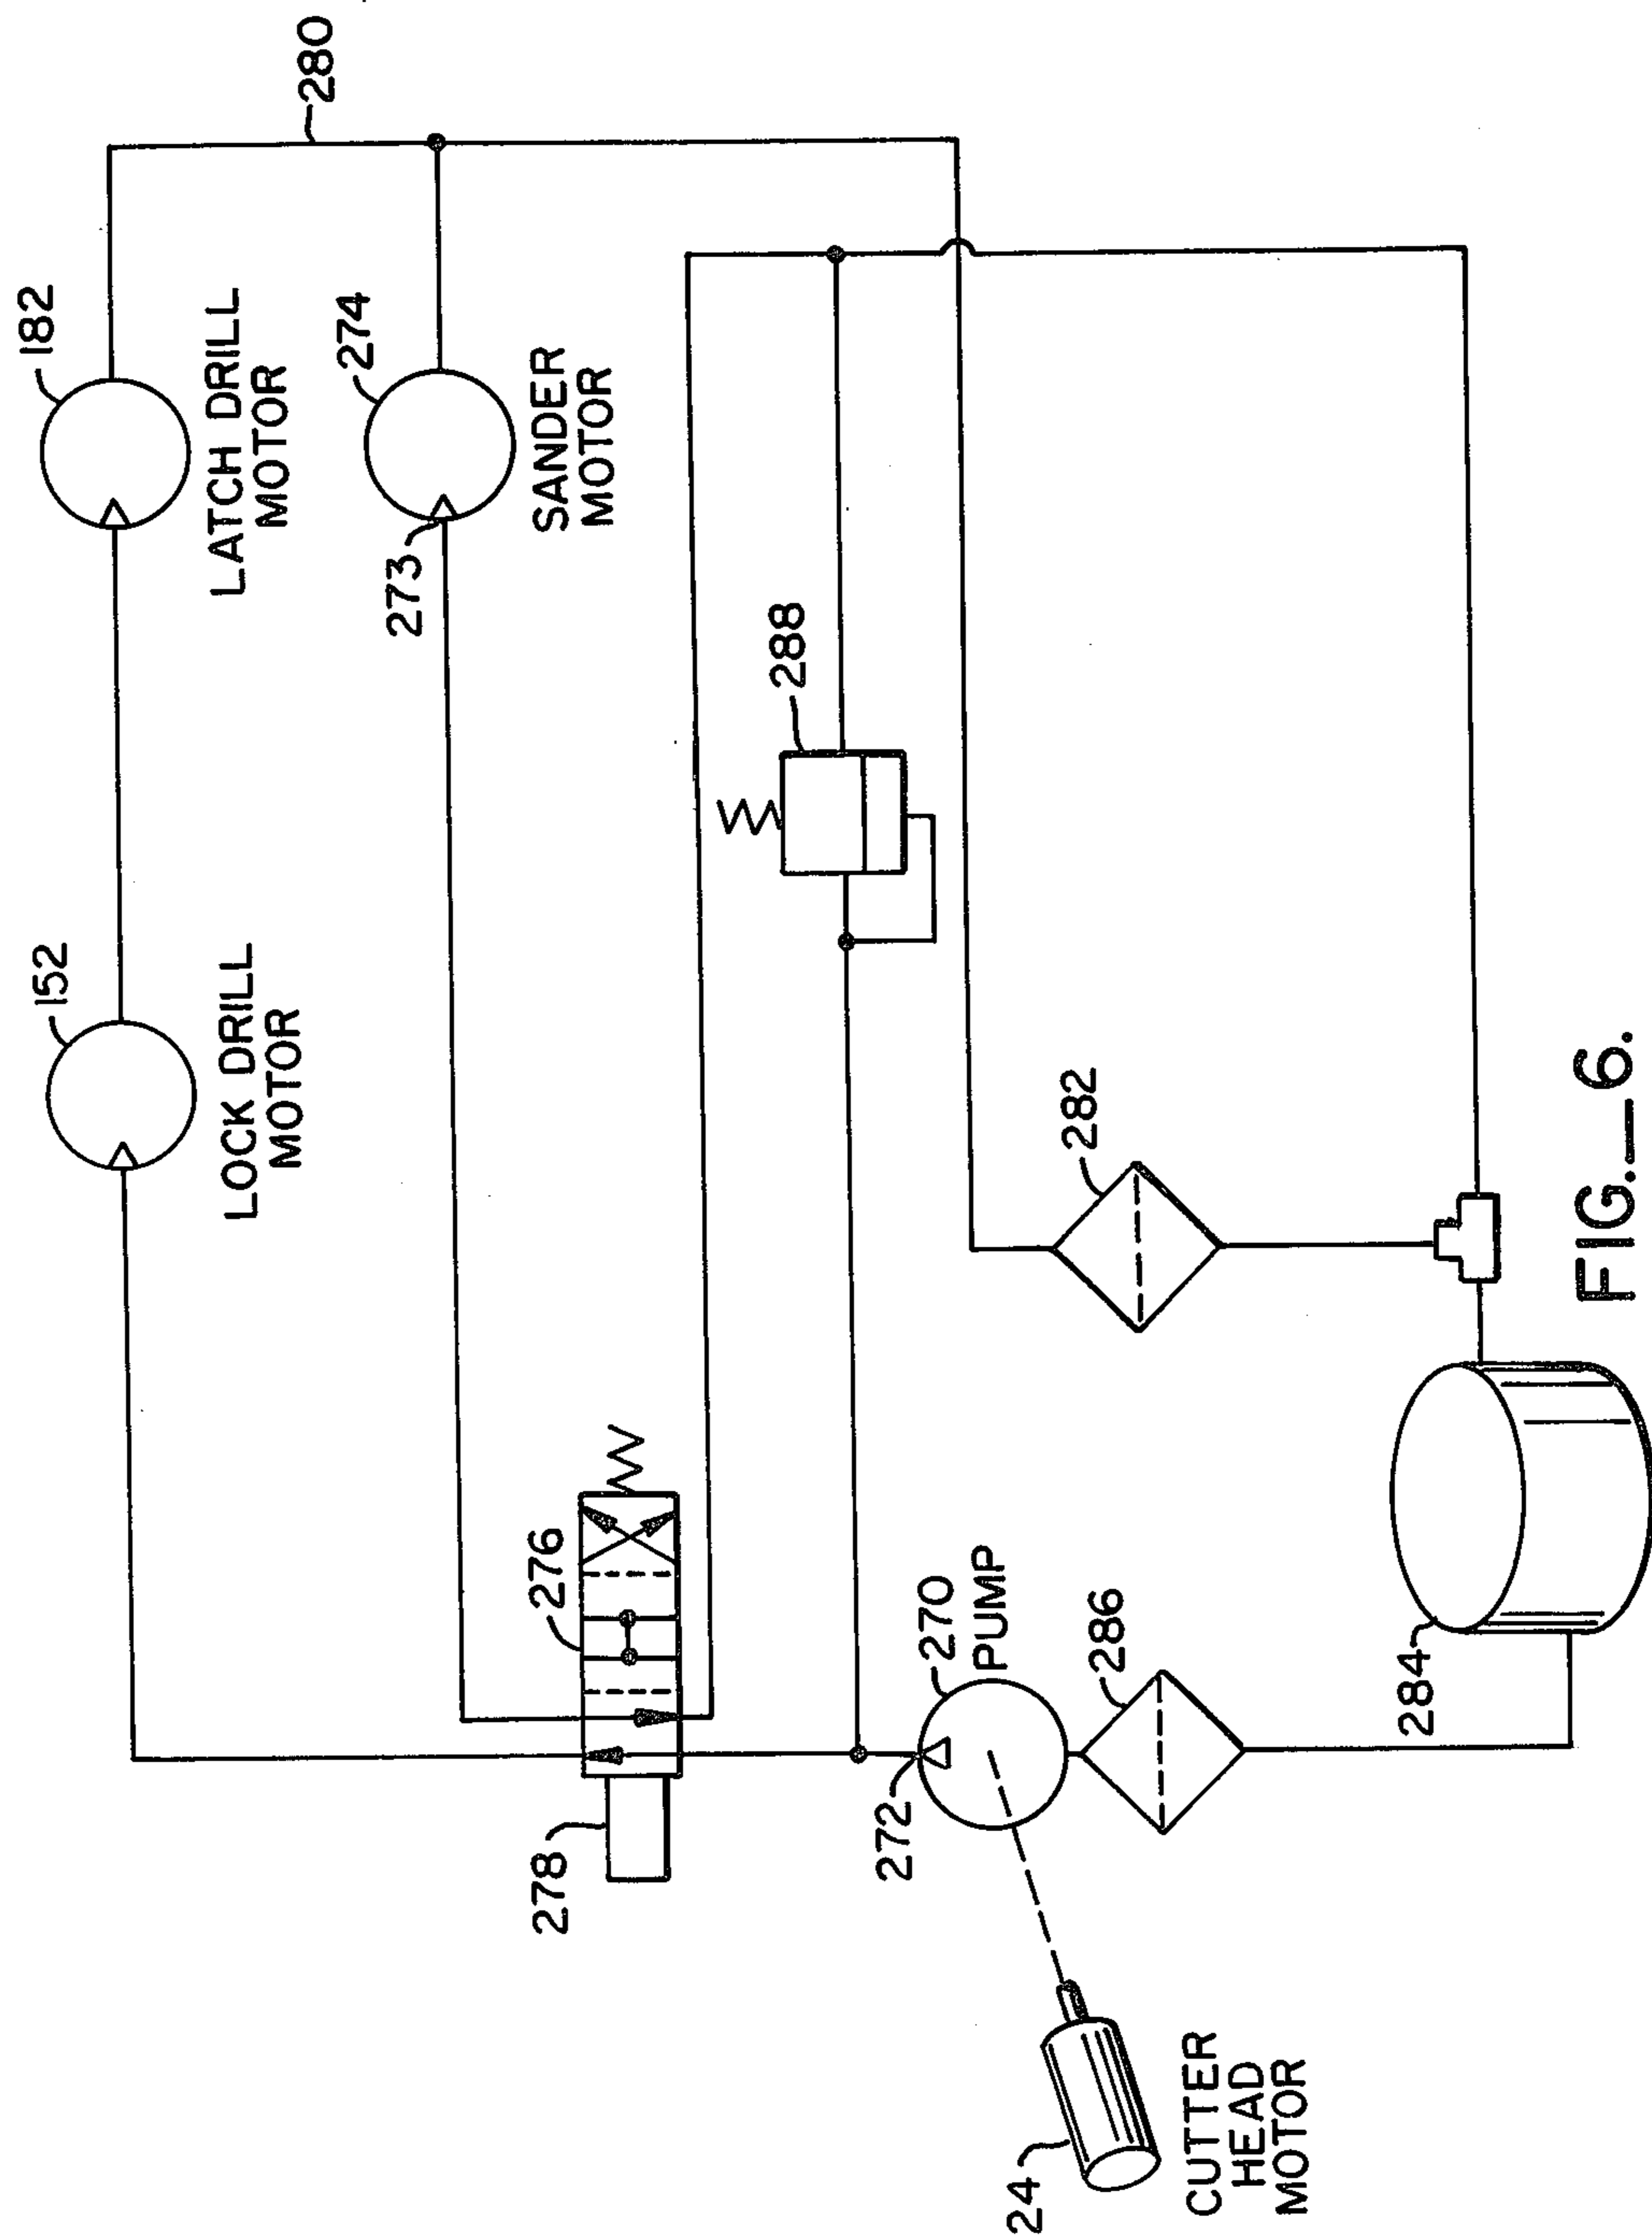 152
LOCK DRILL
MOTOR
182
LATCH DRILL
MOTOR
280
273
274
SANDER
MOTOR
276
278
288
272
270
PUMP
282
286
24
CUTTER
HEAD
MOTOR
284
FIG._6.